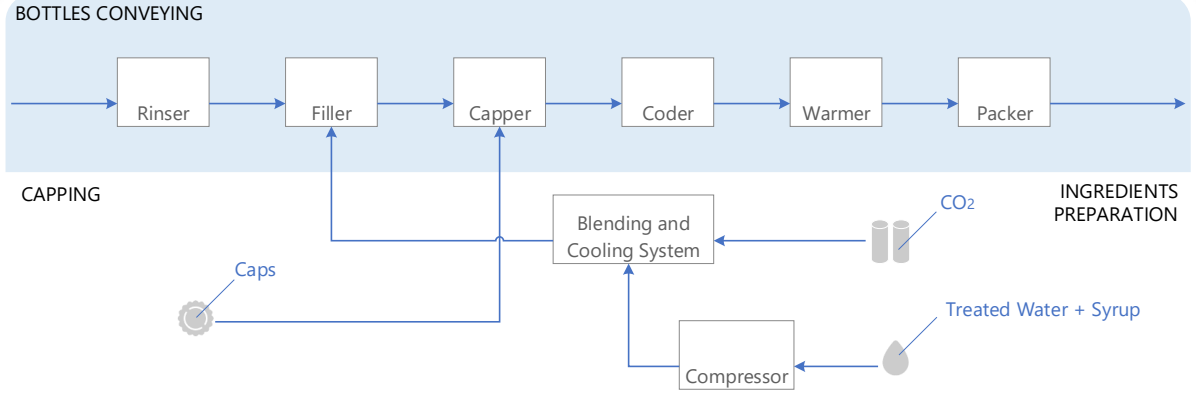 BOTTLES CONVEYING
Rinser
Filler
Capper
Coder
Warmer
Packer
CAPPING
INGREDIENTS
PREPARATION
Blending and
Cooling System
CO2
Caps
Treated Water + Syrup
Compressor